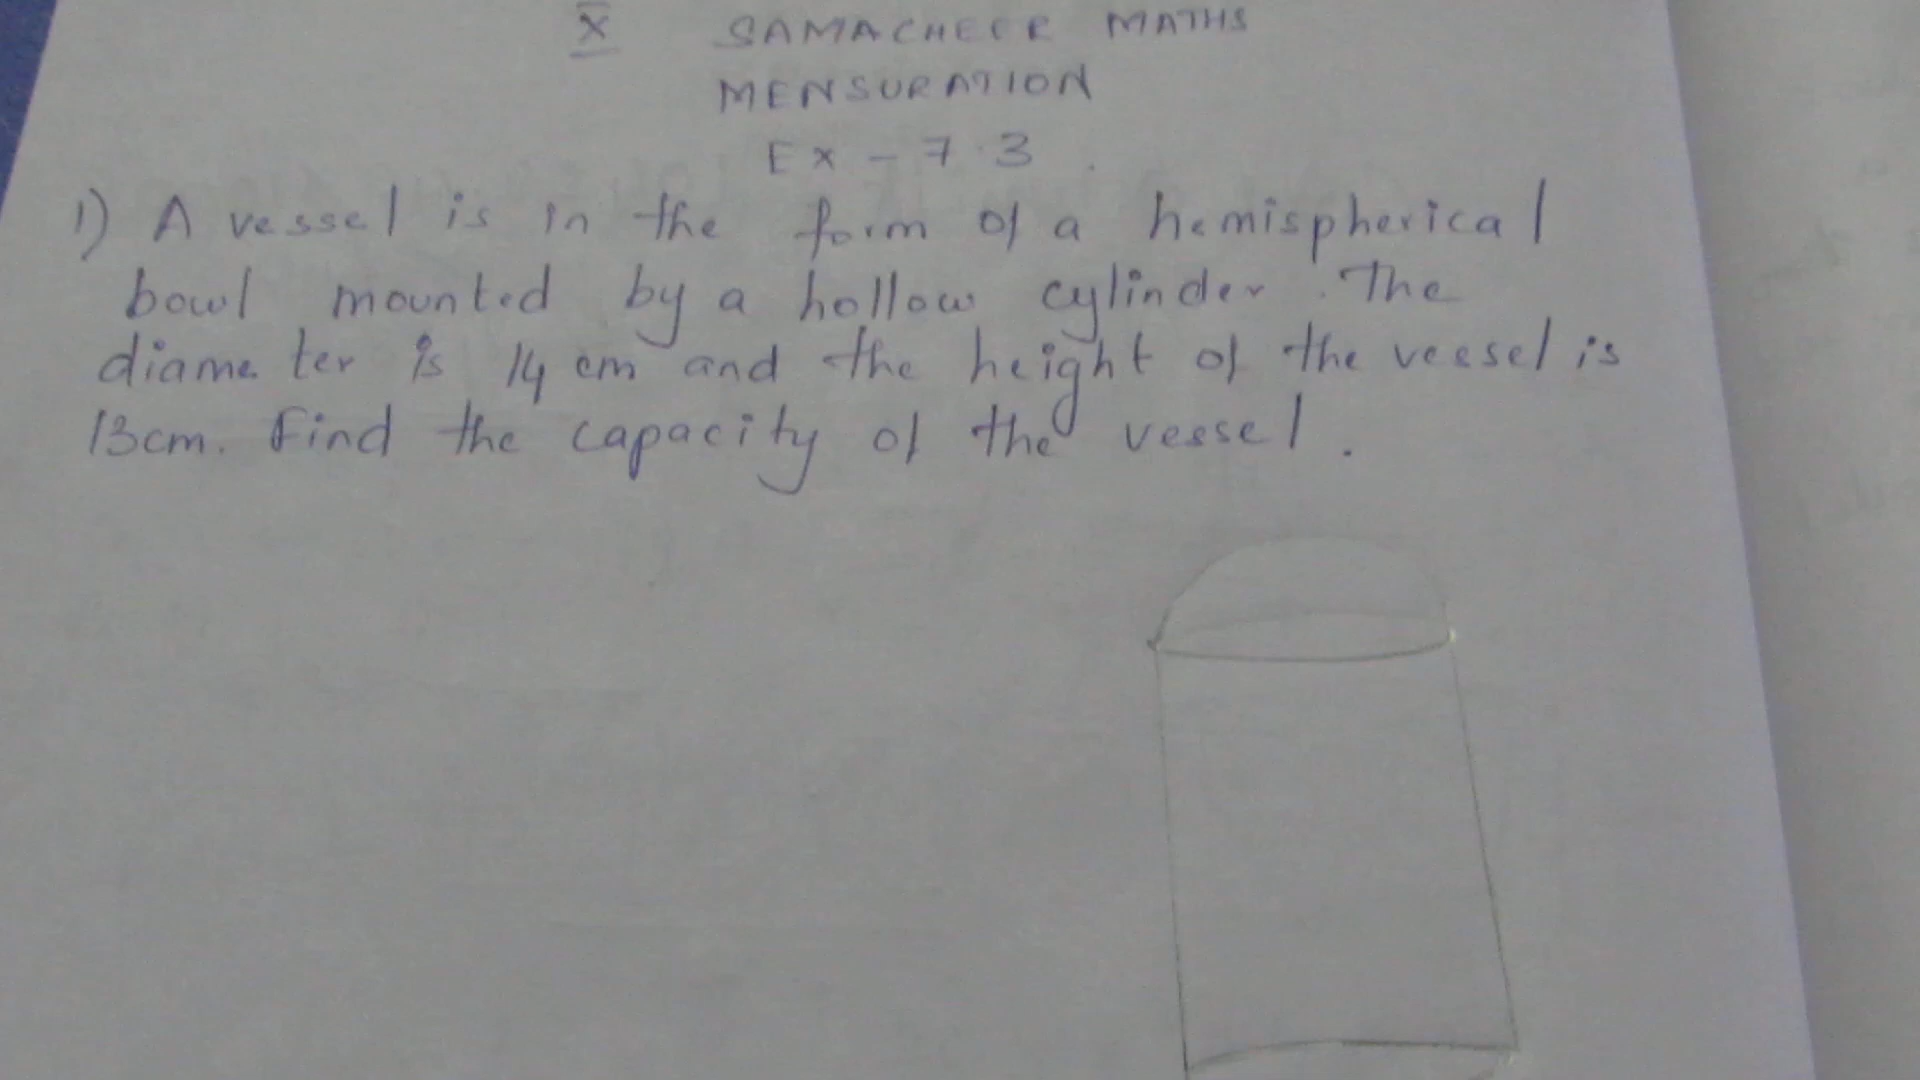 X SAMACHEER MATHS
MENSURATION
Ex - 7.3
1) A vessel is in the form of a hemispherical
bowl mounted by a hollow cylinder. The
diameter is 14 cm and the height of the vessel is
13cm. Find the capacity of the vessel.